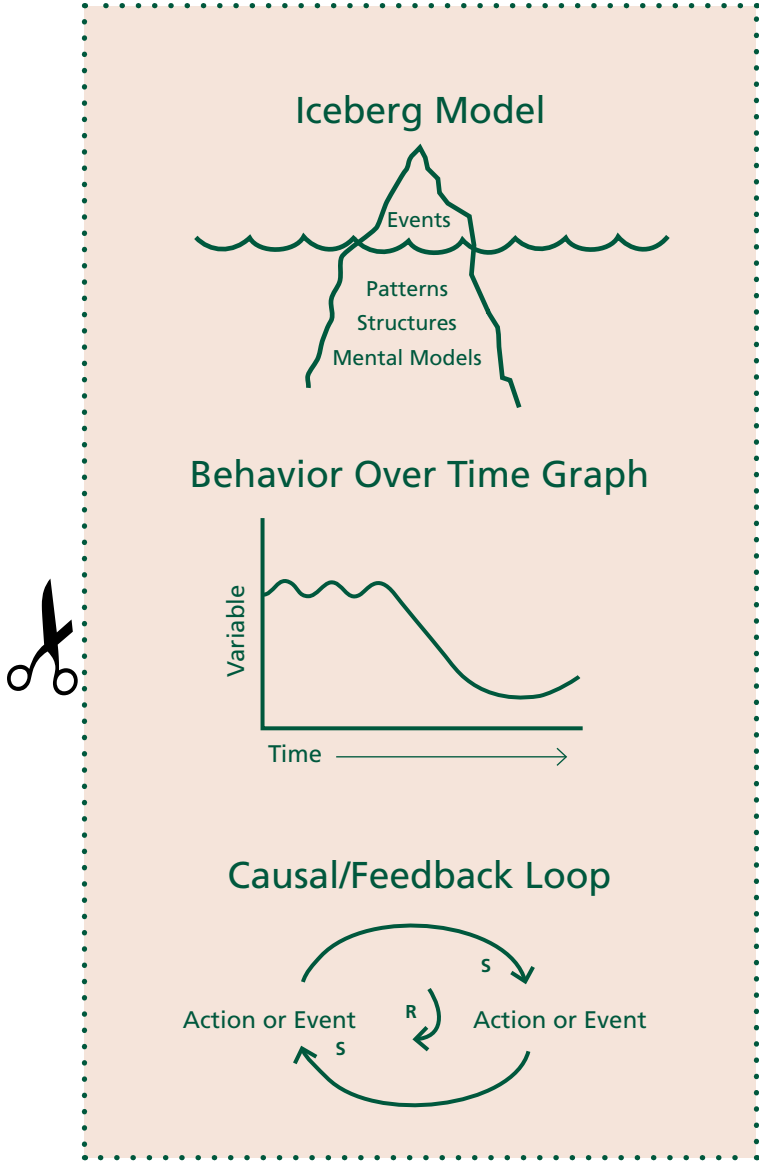 Iceberg Model
Events
Patterns
Structures
Mental Models
Behavior Over Time Graph
Variable
Time
Causal/Feedback Loop
S
Action or Event
R
Action or Event
S